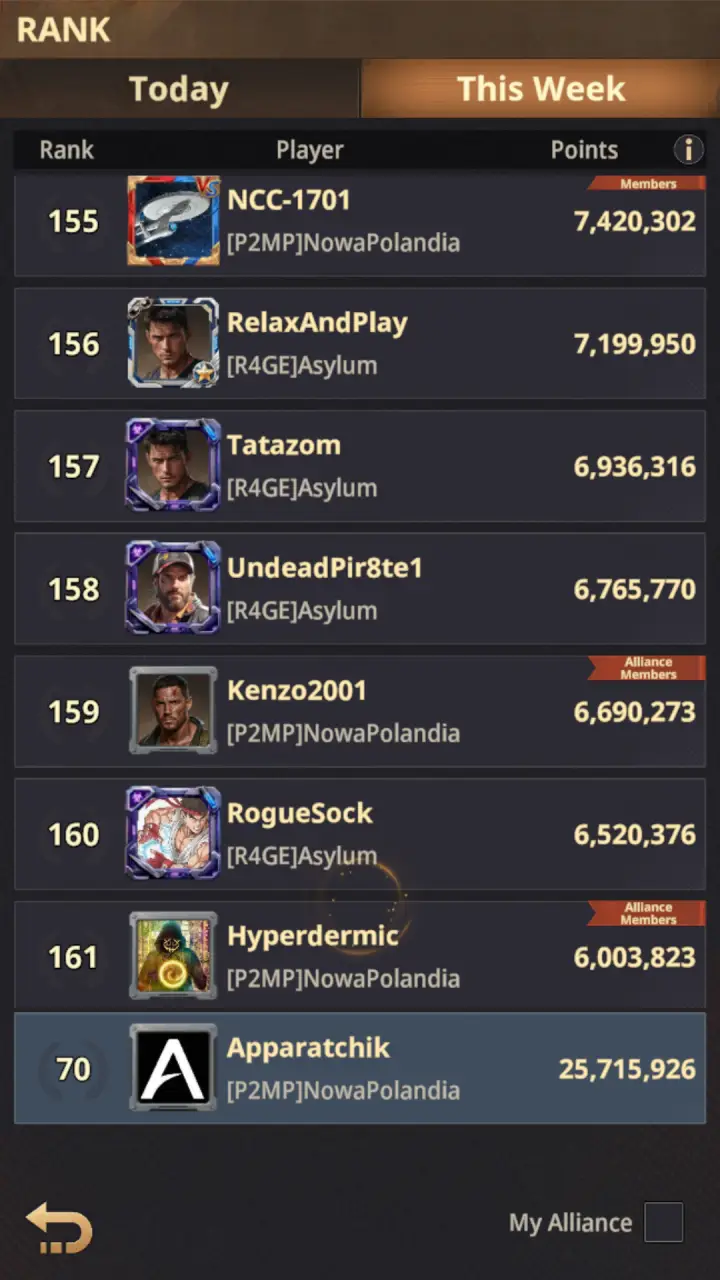 RANK
Today
This Week
Rank
Player
Points
i
Members
155
VS
NCC-1701
[P2MP]NowaPolandia
7,420,302
156
RelaxAndPlay
[R4GE]Asylum
7,199,950
157
Tatazom
[R4GE]Asylum
6,936,316
158
UndeadPir8te1
[R4GE]Asylum
6,765,770
Alliance
Members
159
Kenzo2001
[P2MP]NowaPolandia
6,690,273
160
RogueSock
[R4GE]Asylum
6,520,376
Alliance
Members
161
Hyperdermic
[P2MP]NowaPolandia
6,003,823
70
A
Apparatchik
[P2MP]NowaPolandia
25,715,926
My Alliance